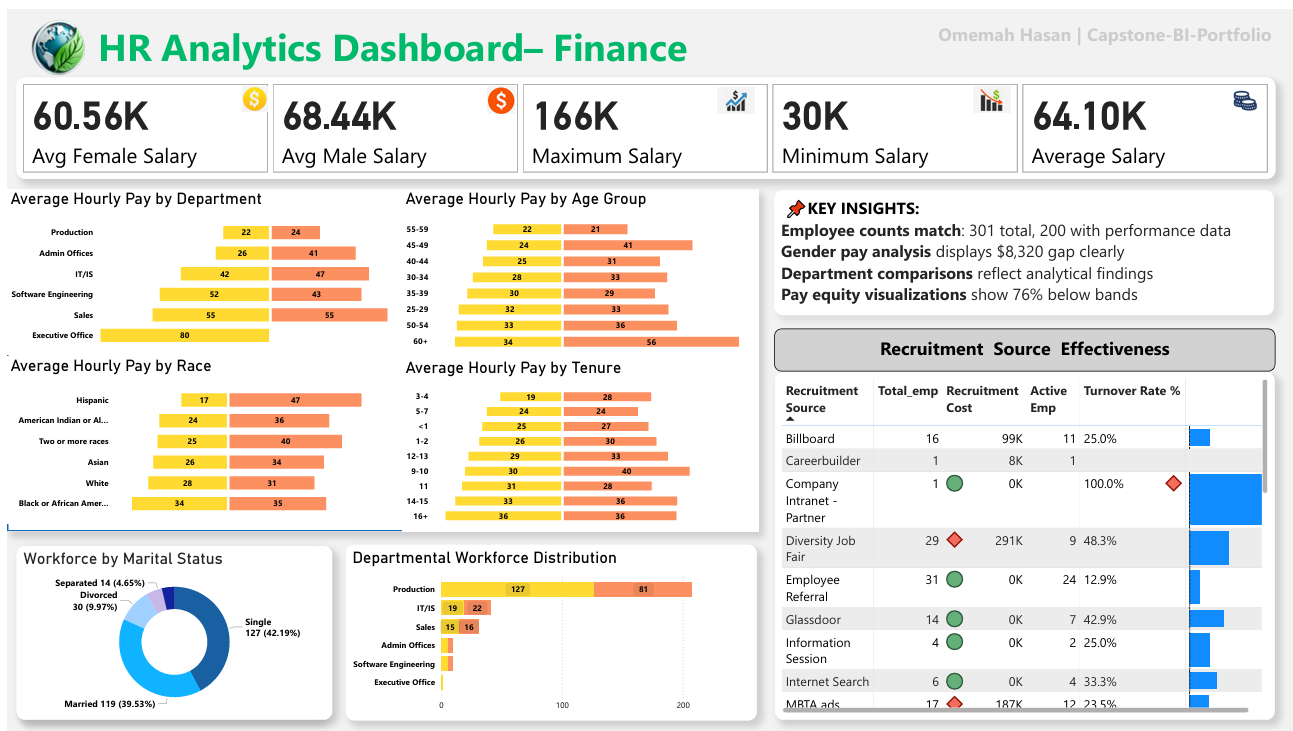 HR Analytics Dashboard– Finance
Omemah Hasan | Capstone-BI-Portfolio
60.56K
Avg Female Salary
68.44K
Avg Male Salary
166K
Maximum Salary
30K
Minimum Salary
64.10K
Average Salary
Average Hourly Pay by Department
Production 22 24
Admin Offices 26 41
IT/IS 42 47
Software Engineering 52 43
Sales 55 55
Executive Office 80
Average Hourly Pay by Age Group
55-59 22 21
45-49 24 41
40-44 25 31
30-34 28 33
35-39 30 29
25-29 32 33
50-54 33 36
60+ 34 56
Average Hourly Pay by Race
Hispanic 17 47
American Indian or Al... 24 36
Two or more races 25 40
Asian 26 34
White 28 31
Black or African Amer... 34 35
Average Hourly Pay by Tenure
3-4 19 28
5-7 24 24
<1 25 27
1-2 26 30
12-13 29 33
9-10 30 40
11 31 28
14-15 33 36
16+ 36 36
KEY INSIGHTS:
Employee counts match: 301 total, 200 with performance data
Gender pay analysis displays $8,320 gap clearly
Department comparisons reflect analytical findings
Pay equity visualizations show 76% below bands
Recruitment Source Effectiveness
Recruitment Total_emp Recruitment Active Turnover Rate %
Source Cost Emp
Billboard 16 99K 11 25.0%
Careerbuilder 1 8K 1
Company 1 0K 100.0%
Intranet -
Partner
Diversity Job 29 291K 9 48.3%
Fair
Employee 31 0K 24 12.9%
Referral
Glassdoor 14 0K 7 42.9%
Information 4 0K 2 25.0%
Session
Internet Search 6 0K 4 33.3%
MBTA ads 17 187K 12 23.5%
Workforce by Marital Status
Separated 14 (4.65%)
Divorced
30 (9.97%)
Single
127 (42.19%)
Married 119 (39.53%)
Departmental Workforce Distribution
Production 127 81
IT/IS 19 22
Sales 15 16
Admin Offices
Software Engineering
Executive Office
0 100 200